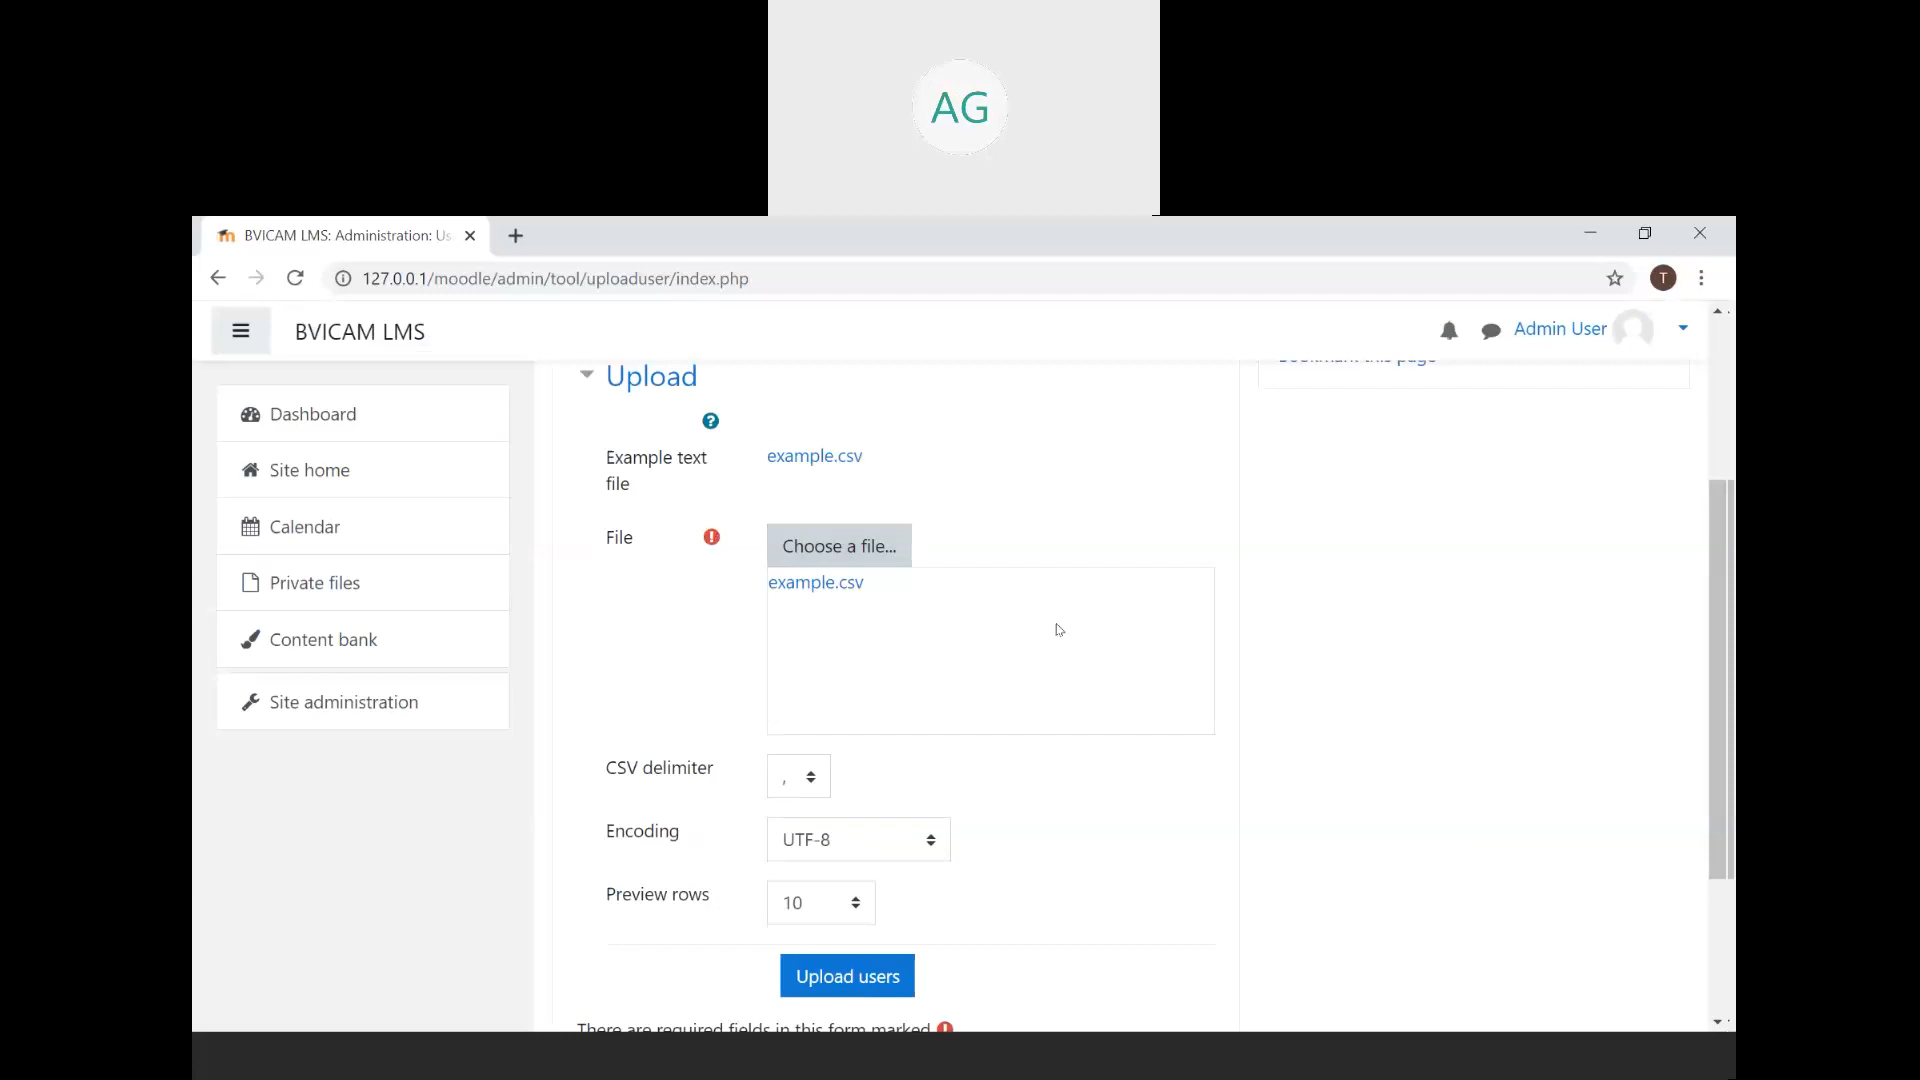 AG
BVICAM LMS: Administration: Us
127.0.0.1/moodle/admin/tool/uploaduser/index.php
T
BVICAM LMS
Admin User
Bookmark this page
Dashboard
Site home
Calendar
Private files
Content bank
Site administration
Upload
Example text
file
example.csv
File
Choose a file...
example.csv
CSV delimiter
,
Encoding
UTF-8
Preview rows
10
Upload users
There are required fields in this form marked